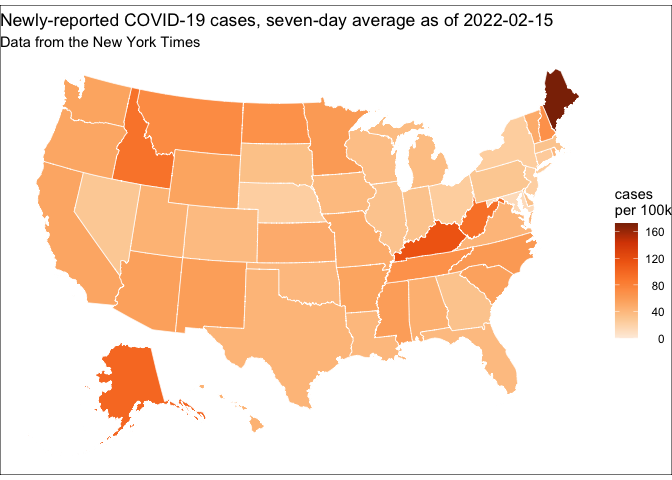 Newly-reported COVID-19 cases, seven-day average as of 2022-02-15
Data from the New York Times
cases
per 100k
160
120
80
40
0